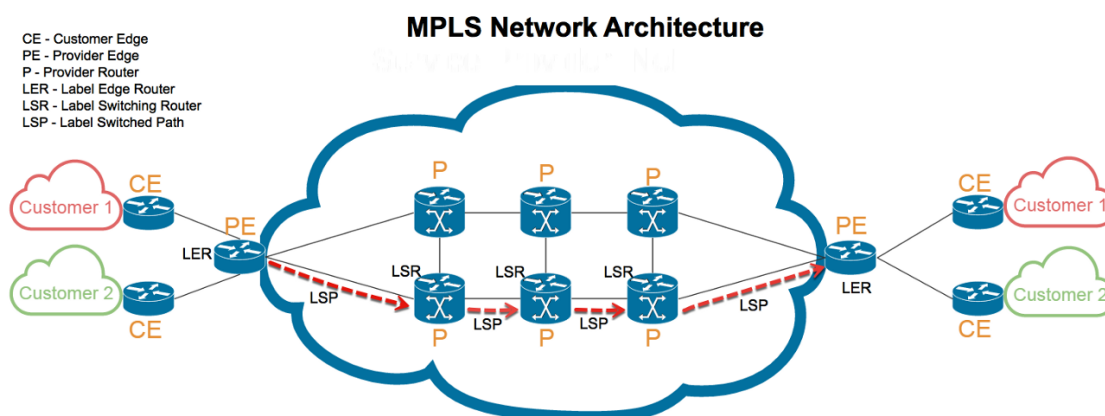 MPLS Network Architecture
CE - Customer Edge
PE - Provider Edge
P - Provider Router
LER - Label Edge Router
LSR - Label Switching Router
LSP - Label Switched Path
P
P
P
CE
CE
Customer 1
Customer 1
PE
PE
LER
LSR
LSR
LSR
LER
Customer 2
Customer 2
LSP
LSP
LSP
LSP
CE
P
P
P
CE